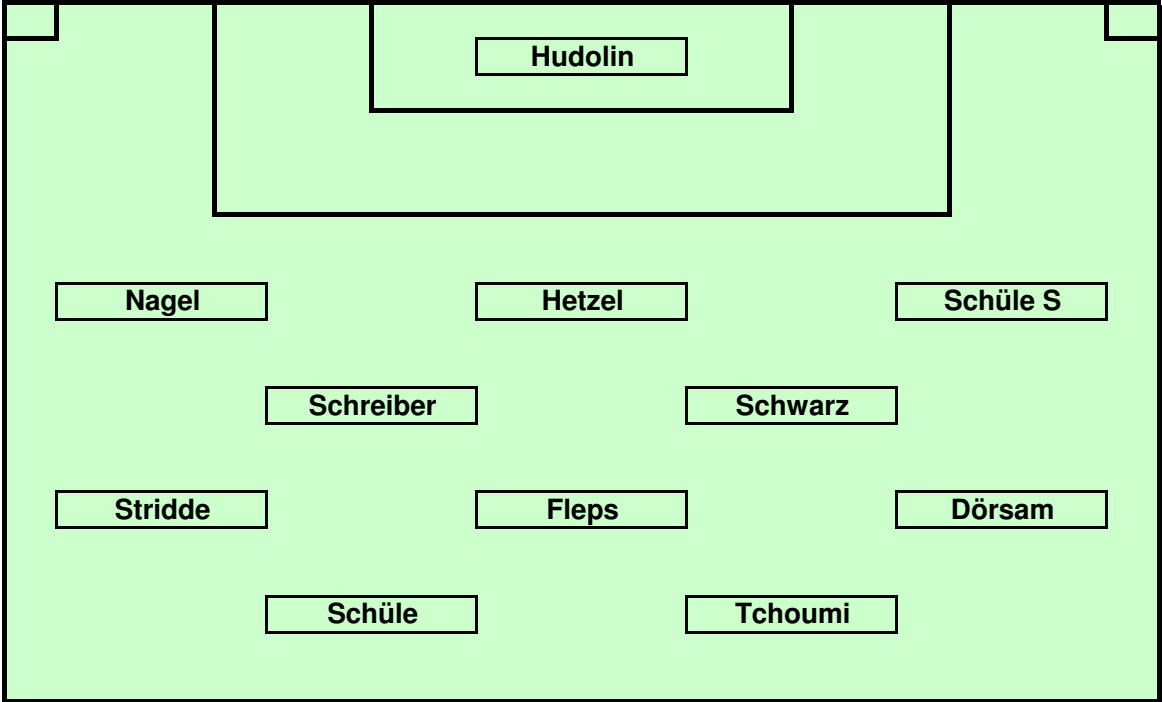 Hudolin
Nagel
Hetzel
Schüle S
Schreiber
Schwarz
Stridde
Fleps
Dörsam
Schüle
Tchoumi